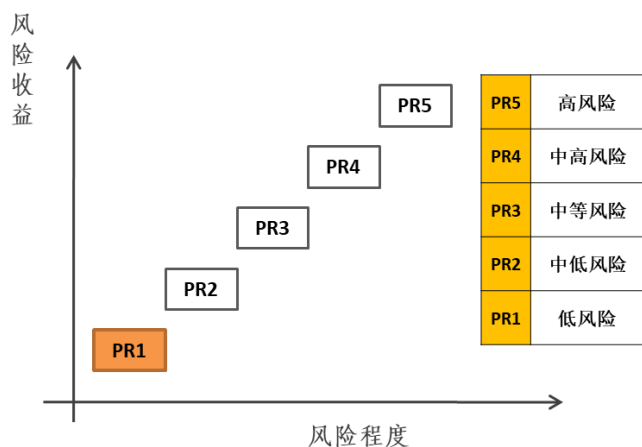 风险收益
PR5
PR4
PR3
PR2
PR1
风险程度
PR5 高风险
PR4 中高风险
PR3 中等风险
PR2 中低风险
PR1 低风险